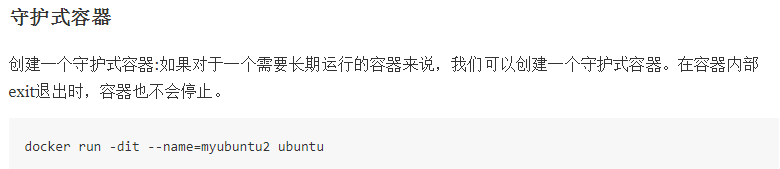 守护式容器
创建一个守护式容器:如果对于一个需要长期运行的容器来说，我们可以创建一个守护式容器。在容器内部
exit退出时，容器也不会停止。
docker run -dit --name=myubuntu2 ubuntu